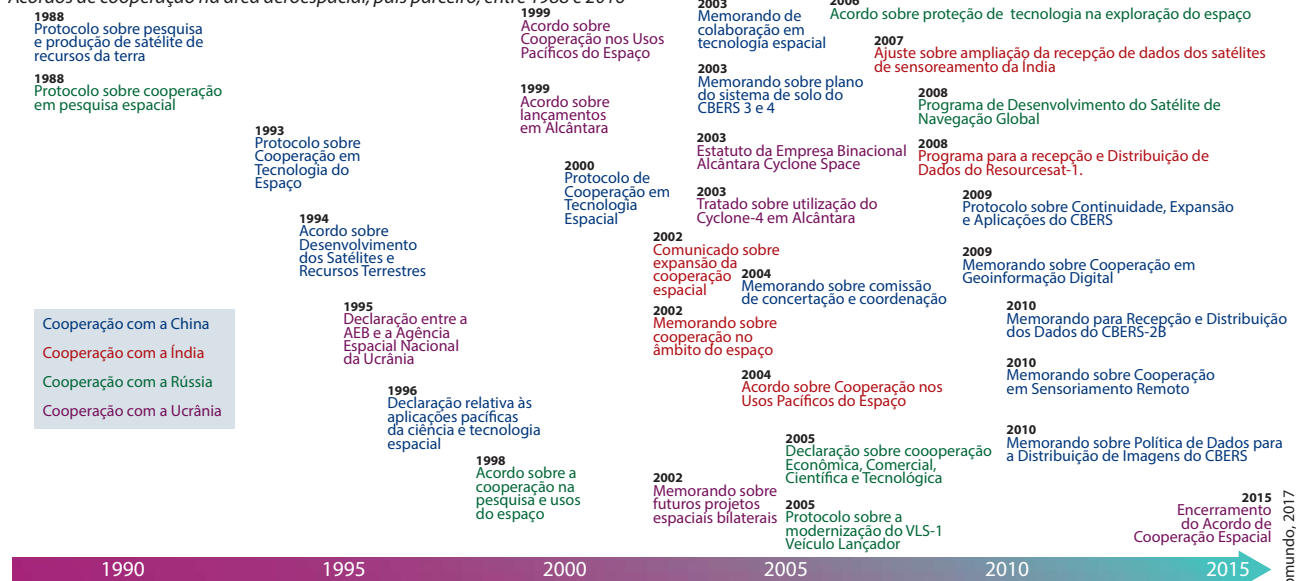 Acordos de cooperação na área aeroespacial, país parceiro, entre 1988 e 2016
1988
Protocolo sobre pesquisa
e produção de satélite de
recursos da terra
1988
Protocolo sobre cooperação
em pesquisa espacial
1993
Protocolo sobre
Cooperação em
Tecnologia do
Espaço
1994
Acordo sobre
Desenvolvimento
dos Satélites e
Recursos Terrestres
1995
Declaração entre a
AEB e a Agência
Espacial Nacional
da Ucrânia
1996
Declaração relativa às
aplicações pacíficas
da ciência e tecnologia
espacial
1998
Acordo sobre a
cooperação na
pesquisa e usos
do espaço
1999
Acordo sobre
Cooperação nos Usos
Pacíficos do Espaço
1999
Acordo sobre
lançamentos
em Alcântara
2000
Protocolo de
Cooperação em
Tecnologia
Espacial
2002
Comunicado sobre
expansão da
cooperação
espacial
2002
Memorando sobre
cooperação no
âmbito do espaço
2002
Memorando sobre
futuros projetos
espaciais bilaterais
2003
Memorando de
colaboração em
tecnologia espacial
2003
Memorando sobre plano
do sistema de solo do
CBERS 3 e 4
2003
Estatuto da Empresa Binacional
Alcântara Cyclone Space
2003
Tratado sobre utilização do
Cyclone-4 em Alcântara
2004
Memorando sobre comissão
de concertação e coordenação
2004
Acordo sobre Cooperação nos
Usos Pacíficos do Espaço
2005
Declaração sobre coooperação
Econômica, Comercial,
Científica e Tecnológica
2005
Protocolo sobre a
modernização do VLS-1
Veículo Lançador
2006
Acordo sobre proteção de tecnologia na exploração do espaço
2007
Ajuste sobre ampliação da recepção de dados dos satélites
de sensoreamento da Índia
2008
Programa de Desenvolvimento do Satélite de
Navegação Global
2008
Programa para a recepção e Distribuição de
Dados do Resourcesat-1.
2009
Protocolo sobre Continuidade, Expansão
e Aplicações do CBERS
2009
Memorando sobre Cooperação em
Geoinformação Digital
2010
Memorando para Recepção e Distribuição
dos Dados do CBERS-2B
2010
Memorando sobre Cooperação
em Sensoriamento Remoto
2010
Memorando sobre Política de Dados para
a Distribuição de Imagens do CBERS
2015
Encerramento
do Acordo de
Cooperação Espacial
Cooperação com a China
Cooperação com a Índia
Cooperação com a Rússia
Cooperação com a Ucrânia
1990 1995 2000 2005 2010 2015
2017